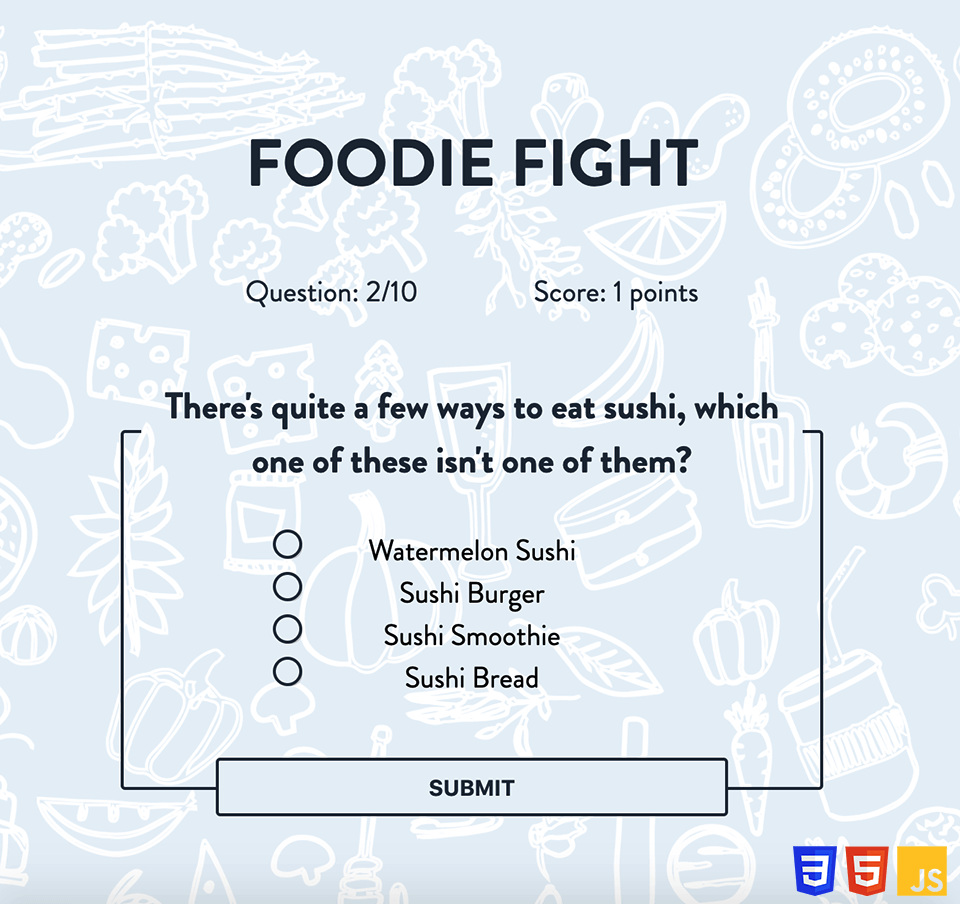 FOODIE FIGHT
Question: 2/10
Score: 1 points
There's quite a few ways to eat sushi, which
one of these isn't one of them?
Watermelon Sushi
Sushi Burger
Sushi Smoothie
Sushi Bread
SUBMIT
3 5 JS